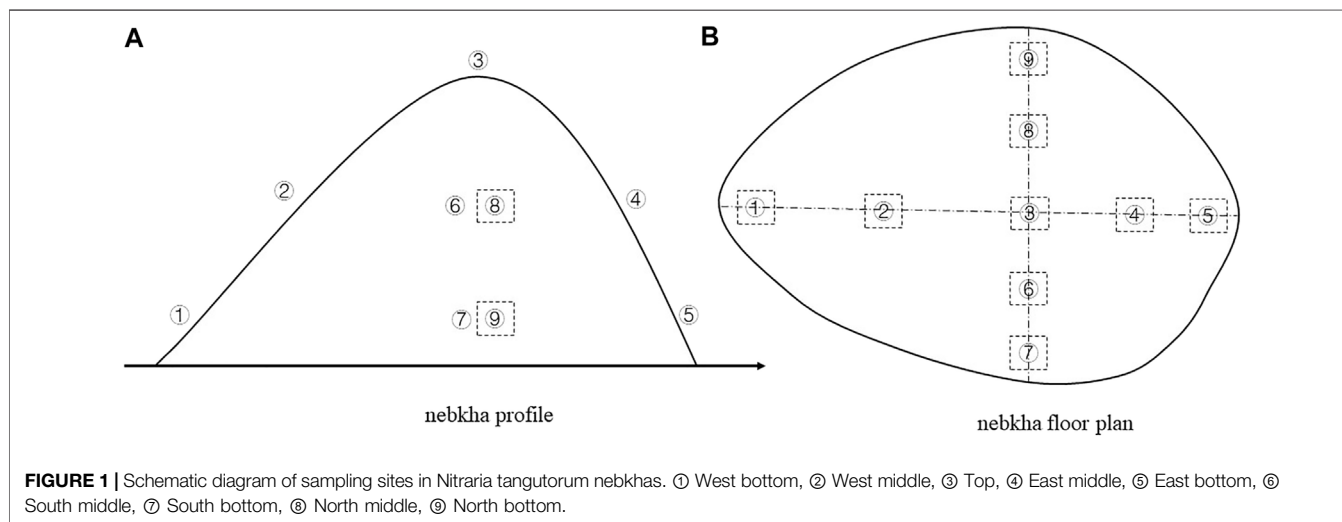 A
③
②
④
⑥ ⑧
① ⑦ ⑨ ⑤
nebkha profile
B
⑨
⑧
① ② ③ ④ ⑤
⑥
⑦
nebkha floor plan
FIGURE 1 | Schematic diagram of sampling sites in Nitraria tangutorum nebkhas. ① West bottom, ② West middle, ③ Top, ④ East middle, ⑤ East bottom, ⑥
South middle, ⑦ South bottom, ⑧ North middle, ⑨ North bottom.